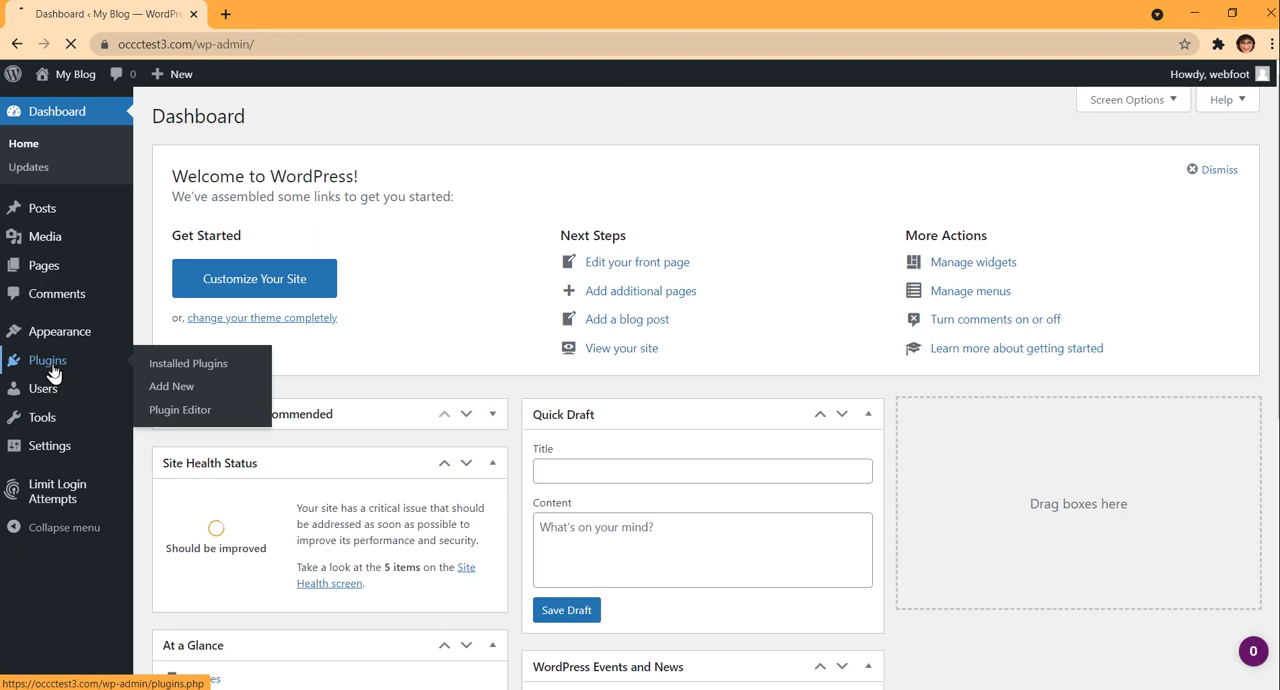 Dashboard ‹ My Blog — WordPr
occctest3.com/wp-admin/
My Blog
0
New
Howdy, webfoot
Dashboard
Home
Updates
Posts
Media
Pages
Comments
Appearance
Plugins
Users
Tools
Settings
Limit Login
Attempts
Collapse menu
Installed Plugins
Add New
Plugin Editor
Screen Options
Help
Dashboard
Welcome to WordPress!
We've assembled some links to get you started:
Dismiss
Get Started
Customize Your Site
or, change your theme completely
Next Steps
Edit your front page
Add additional pages
Add a blog post
View your site
More Actions
Manage widgets
Manage menus
Turn comments on or off
Learn more about getting started
ommended
Site Health Status
Should be improved
Your site has a critical issue that should
be addressed as soon as possible to
improve its performance and security.
Take a look at the 5 items on the Site
Health screen.
At a Glance
Quick Draft
Title
Content
What's on your mind?
Save Draft
WordPress Events and News
Drag boxes here
0
https://occctest3.com/wp-admin/plugins.php